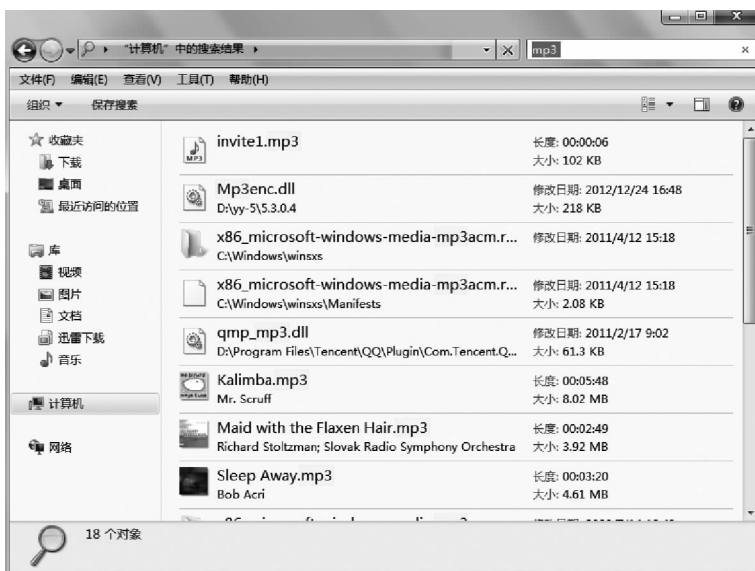 "计算机"中的搜索结果
mp3
文件(F) 编辑(E) 查看(V) 工具(T) 帮助(H)
组织 保存搜索
收藏夹
下载
桌面
最近访问的位置
库
视频
图片
文档
迅雷下载
音乐
计算机
网络
invite1.mp3
长度: 00:00:06
MP3
大小: 102 KB
Mp3enc.dll
修改日期: 2012/12/24 16:48
D:\yy-5\5.3.0.4
大小: 218 KB
x86_microsoft-windows-media-mp3acm.r...
修改日期: 2011/4/12 15:18
C:\Windows\winsxs
x86_microsoft-windows-media-mp3acm.r...
修改日期: 2011/4/12 15:18
C:\Windows\winsxs\Manifests
大小: 2.08 KB
qmp_mp3.dll
修改日期: 2011/2/17 9:02
D:\Program Files\Tencent\QQ\Plugin\Com.Tencent.Q...
大小: 61.3 KB
Kalimba.mp3
长度: 00:05:48
Mr. Scruff
大小: 8.02 MB
Maid with the Flaxen Hair.mp3
长度: 00:02:49
Richard Stoltzman; Slovak Radio Symphony Orchestra
大小: 3.92 MB
Sleep Away.mp3
长度: 00:03:20
Bob Acri
大小: 4.61 MB
18 个对象